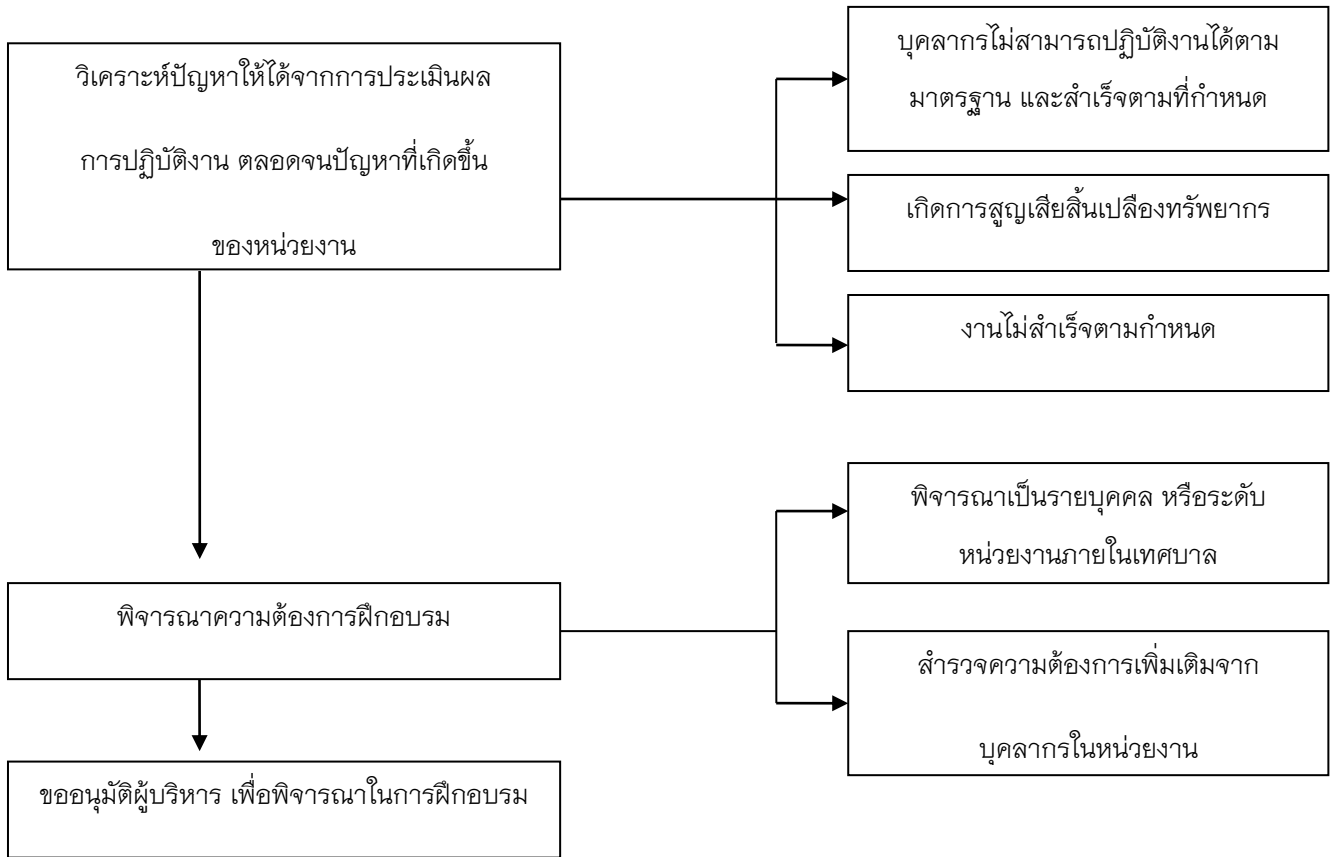 วิเคราะห์ปัญหาให้ได้จากการประเมินผล
การปฏิบัติงาน ตลอดจนปัญหาที่เกิดขึ้น
ของหน่วยงาน
บุคลากรไม่สามารถปฏิบัติงานได้ตาม
มาตรฐาน และสำเร็จตามที่กำหนด
เกิดการสูญเสียสิ้นเปลืองทรัพยากร
งานไม่สำเร็จตามกำหนด
พิจารณาความต้องการฝึกอบรม
พิจารณาเป็นรายบุคคล หรือระดับ
หน่วยงานภายในเทศบาล
สำรวจความต้องการเพิ่มเติมจาก
บุคลากรในหน่วยงาน
ขออนุมัติผู้บริหาร เพื่อพิจารณาในการฝึกอบรม